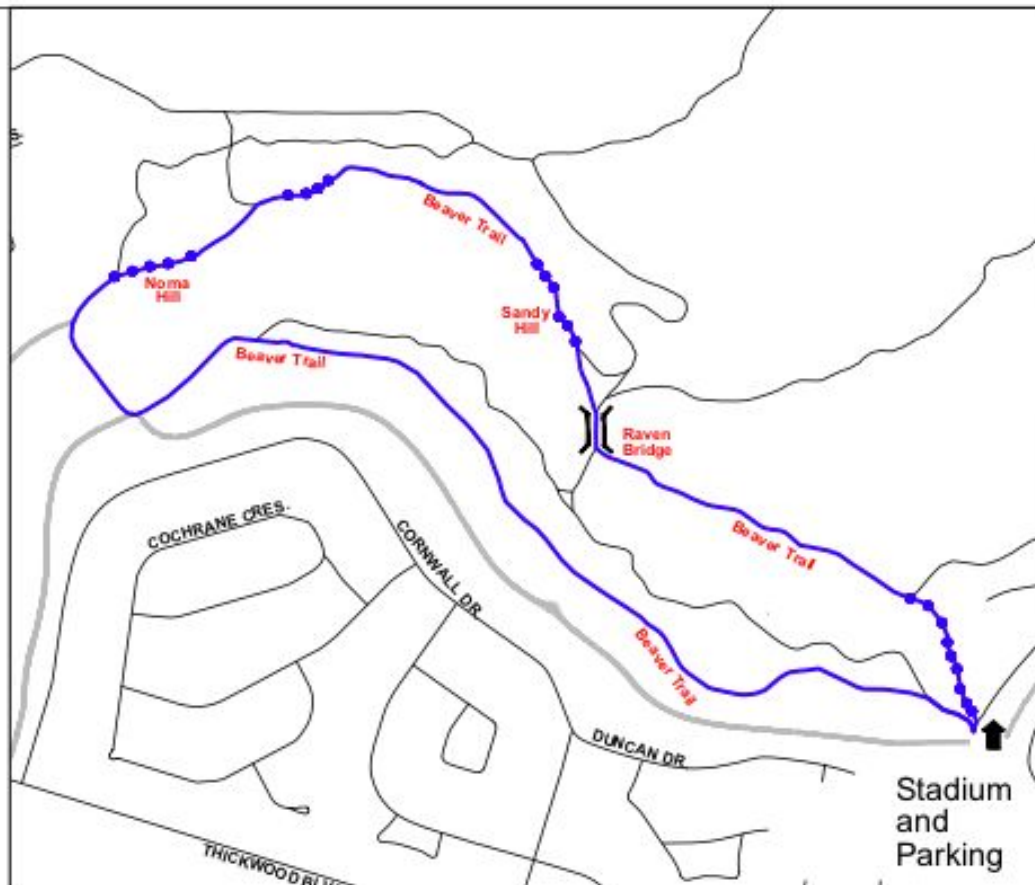 Beaver Trail
Noma
Hill
Sandy
Hill
Beaver Trail
Raven
Bridge
COCHRANE CRES.
CORNWALL DR
Beaver Trail
Beaver Trail
DUNCAN DR
Stadium
and
Parking
THICKWOOD